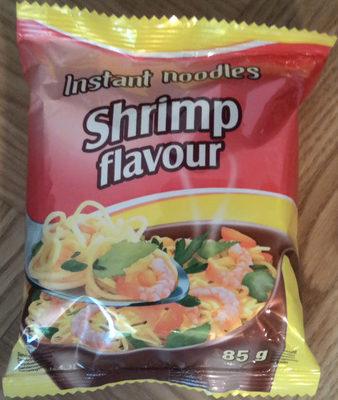 Instant noodles
Shrimp
flavour
85 g